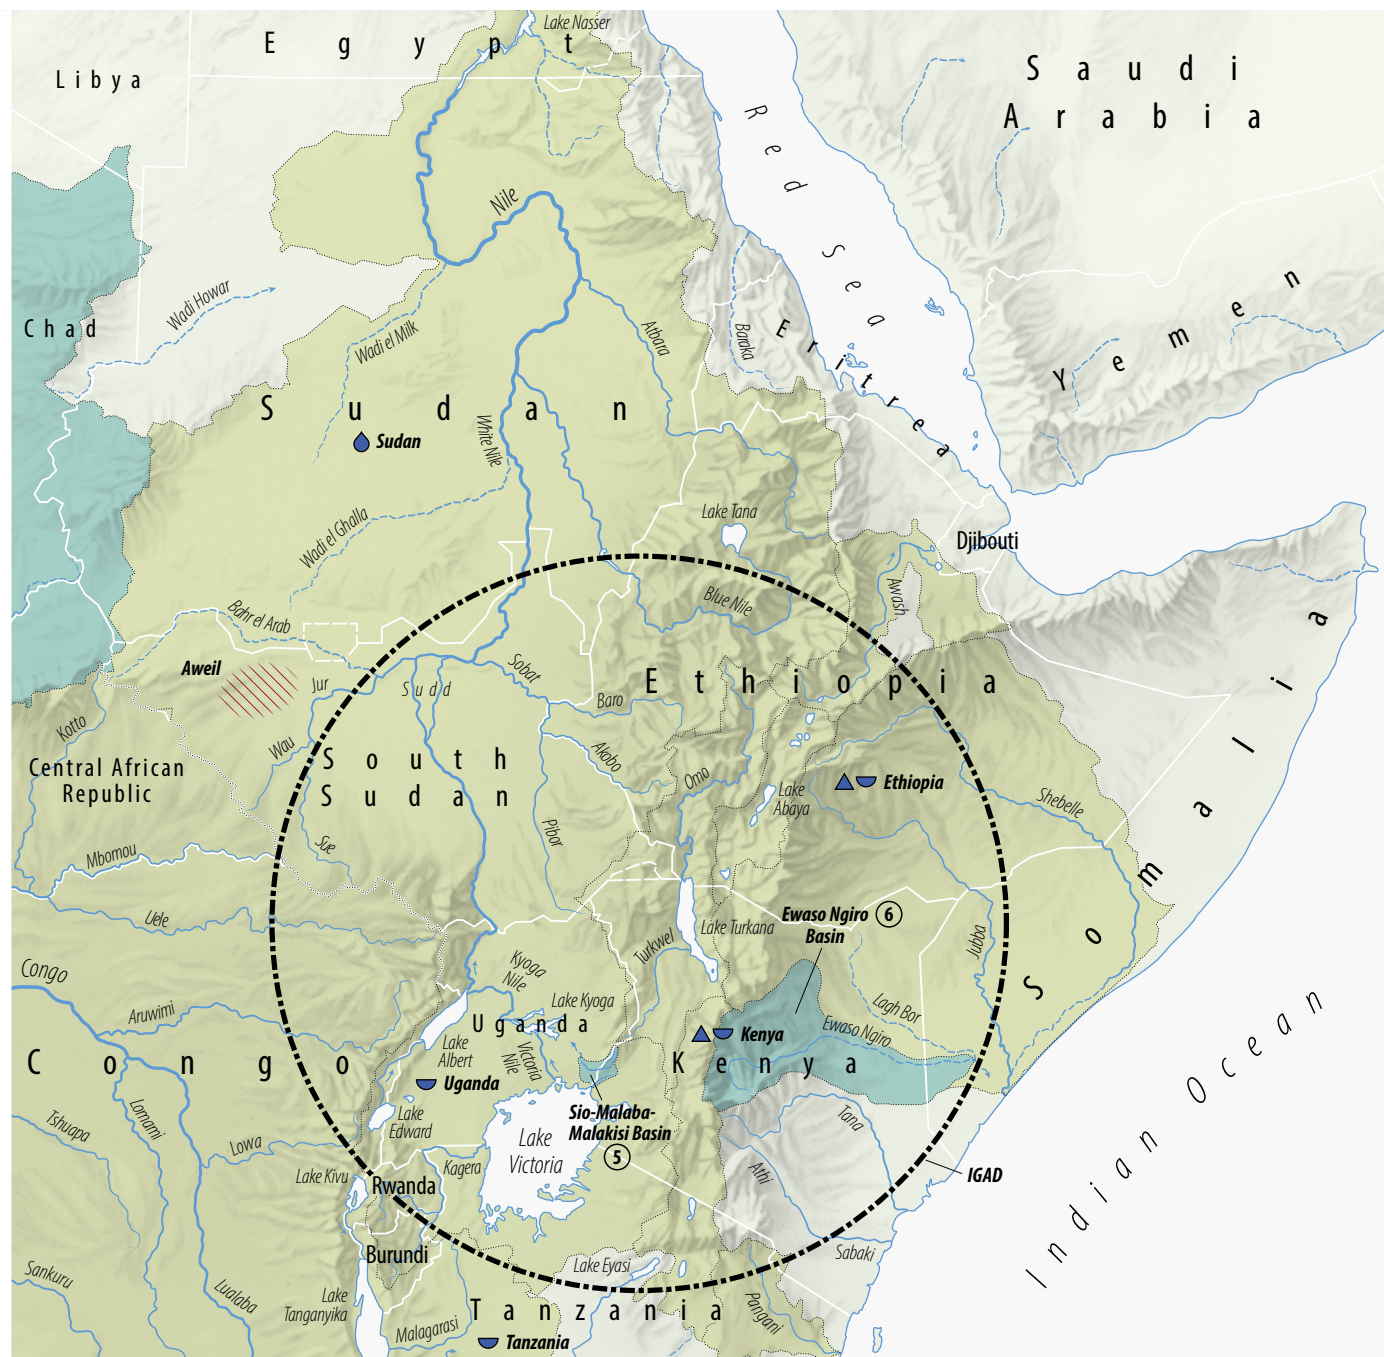 Lake Nasser
Egypt
Libya
Saudi
Arabia
Red Sea
Nile
Wadi Howar
Chad
Wadi el Milk
Atbara
Baraka
Eritrea
Yemen
Sudan
Sudan
White Nile
Lake Tana
Wadi el Ghalla
Djibouti
Blue Nile
Awash
Bahr el Arab
Somalia
Aweil
Jur
Sudd
Sobat
Baro
Ethiopia
Kotto
Wau
Akobo
Omo
Central African
Republic
South
Sudan
Lake
Abaya
Ethiopia
Shebelle
Pibor
Sue
Mbomou
Uele
Ewaso Ngiro
Basin
6
Lake Turkana
Turkwel
Jubba
Congo
Kyoga
Nile
Lake Kyoga
Lagh Bor
Aruwimi
Uganda
Ewaso Ngiro
Kenya
Lake
Albert
Victoria
Nile
Congo
Kenya
Uganda
Sio-Malaba-
Malakisi Basin
5
Lake
Edward
Lake
Victoria
Tana
Tshuapa
Lomami
Lowa
Kagera
Athi
IGAD
Lake Kivu
Rwanda
Indian Ocean
Burundi
Sabaki
Lake Eyasi
Sankuru
Lualaba
Lake
Tanganyika
Malagarasi
Tanzania
Pangani
Tanzania